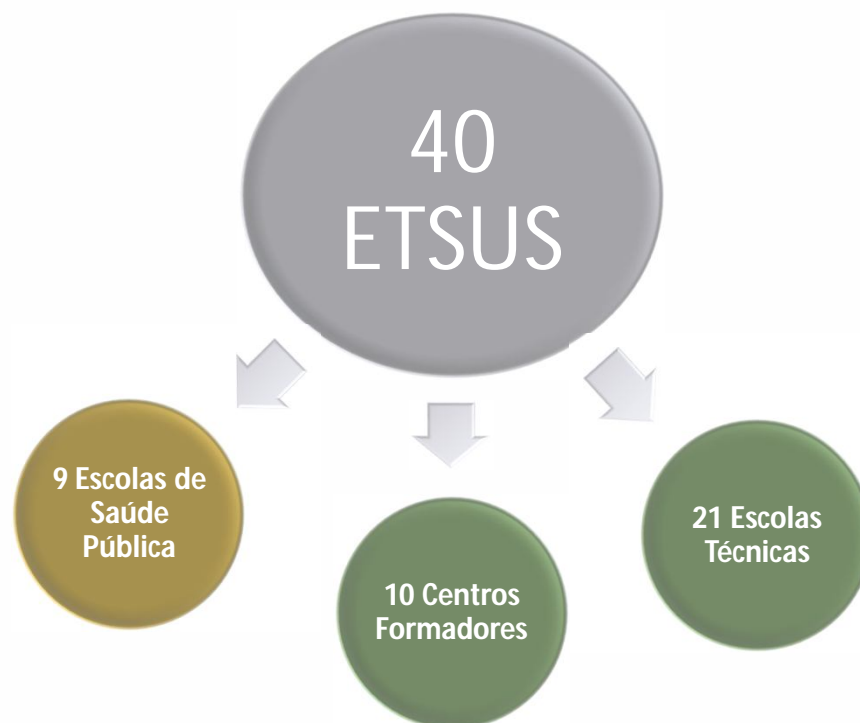 40
ETSUS
9 Escolas de
Saúde
Pública
10 Centros
Formadores
21 Escolas
Técnicas